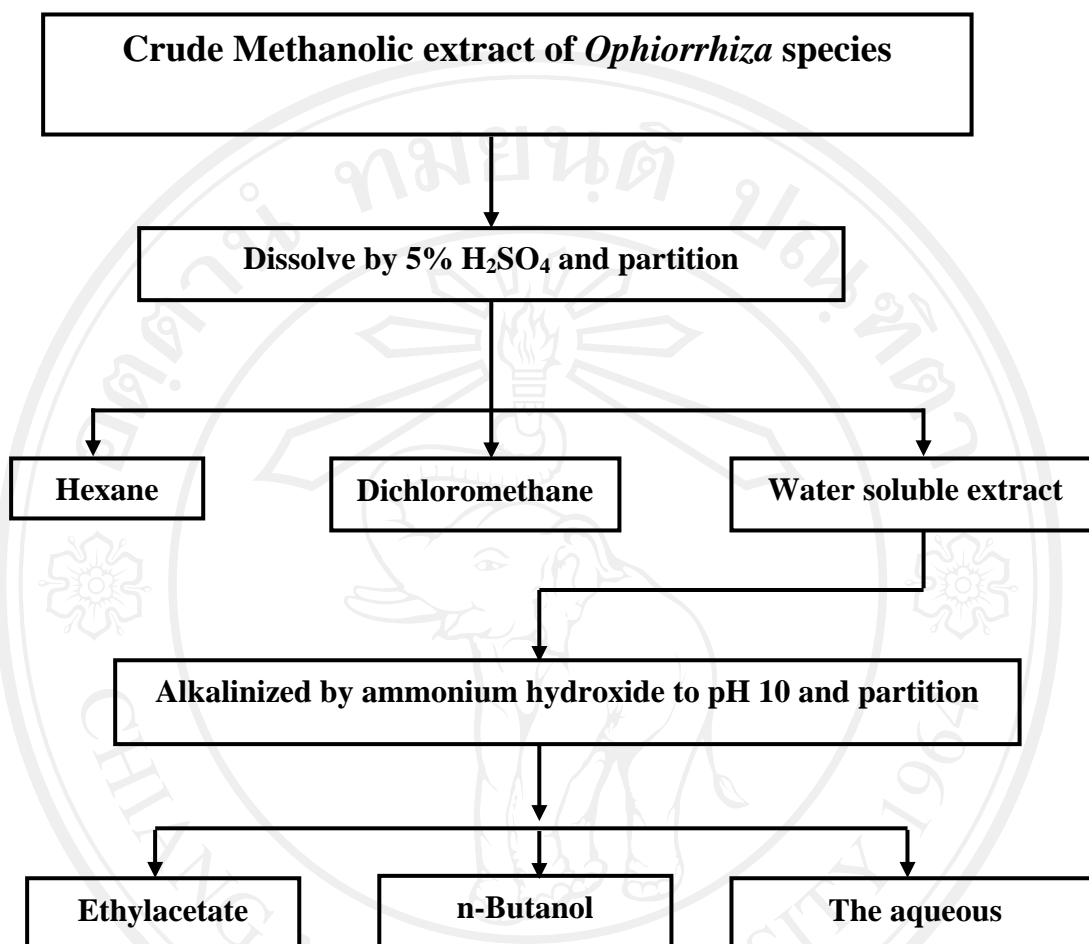 Crude Methanolic extract of Ophiorrhiza species
Dissolve by 5% H₂SO₄ and partition
Hexane
Dichloromethane
Water soluble extract
Alkalinized by ammonium hydroxide to pH 10 and partition
Ethylacetate
n-Butanol
The aqueous